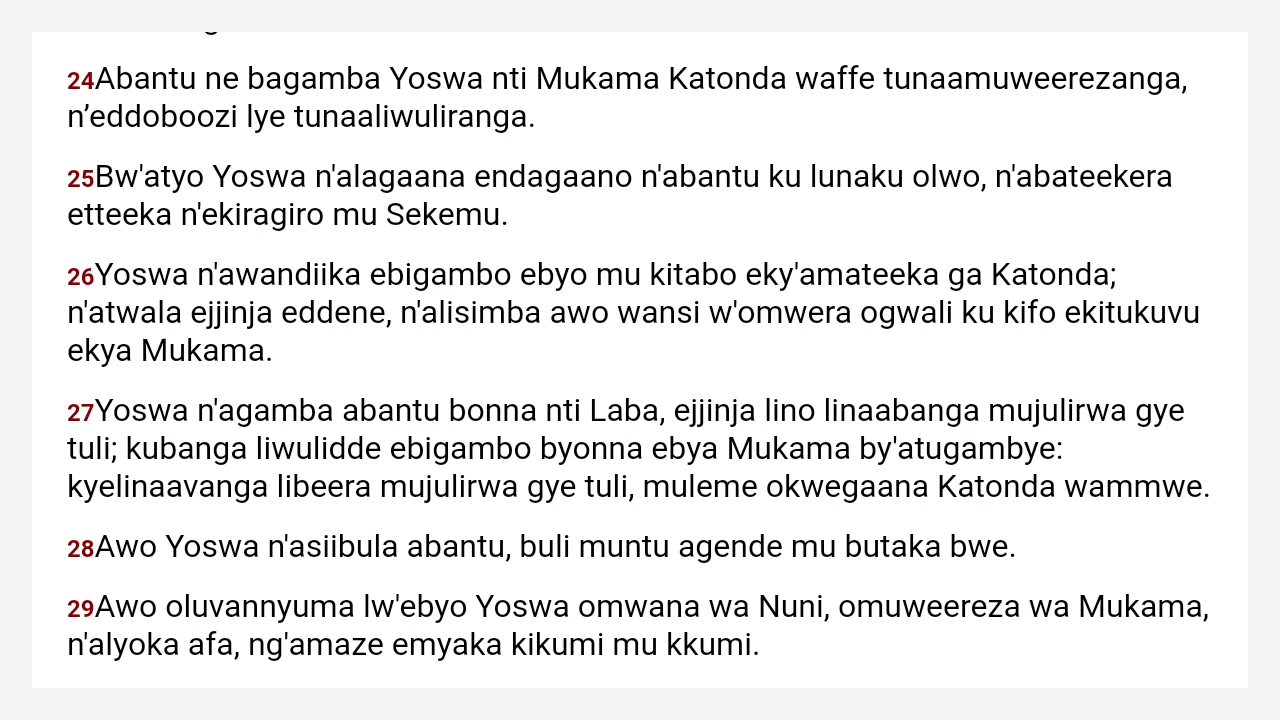 24Abantu ne bagamba Yoswa nti Mukama Katonda waffe tunaamuweerezanga,
n’eddoboozi lye tunaaliwuliranga.
25Bw'atyo Yoswa n'alagaana endagaano n'abantu ku lunaku olwo, n'abateekera
etteeka n'ekiragiro mu Sekemu.
26Yoswa n'awandiika ebigambo ebyo mu kitabo eky'amateeka ga Katonda;
n'atwala ejjinja eddene, n'alisimba awo wansi w'omwera ogwali ku kifo ekitukuvu
ekya Mukama.
27Yoswa n'agamba abantu bonna nti Laba, ejjinja lino linaabanga mujulirwa gye
tuli; kubanga liwulidde ebigambo byonna ebya Mukama by'atugambye:
kyelinaavanga libeera mujulirwa gye tuli, muleme okwegaana Katonda wammwe.
28Awo Yoswa n'asiibula abantu, buli muntu agende mu butaka bwe.
29Awo oluvannyuma lw'ebyo Yoswa omwana wa Nuni, omuweereza wa Mukama,
n'alyoka afa, ng'amaze emyaka kikumi mu kkumi.